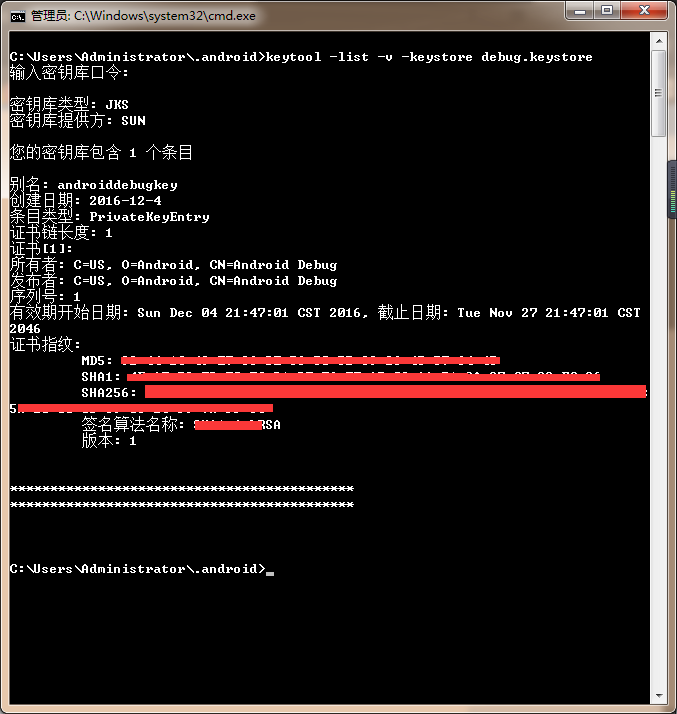 管理员: C:\Windows\system32\cmd.exe
C:\Users\Administrator\.android>keytool -list -v -keystore debug.keystore
输入密钥库口令:
密钥库类型: JKS
密钥库提供方: SUN
您的密钥库包含 1 个条目
别名: androiddebugkey
创建日期: 2016-12-4
条目类型: PrivateKeyEntry
证书链长度: 1
证书[1]:
所有者: C=US, O=Android, CN=Android Debug
发布者: C=US, O=Android, CN=Android Debug
序列号: 1
有效期开始日期: Sun Dec 04 21:47:01 CST 2016, 截止日期: Tue Nov 27 21:47:01 CST
2046
证书指纹:
MD5:
SHA1:
SHA256:
签名算法名称: RSA
版本: 1
*******************************************
*******************************************
C:\Users\Administrator\.android>